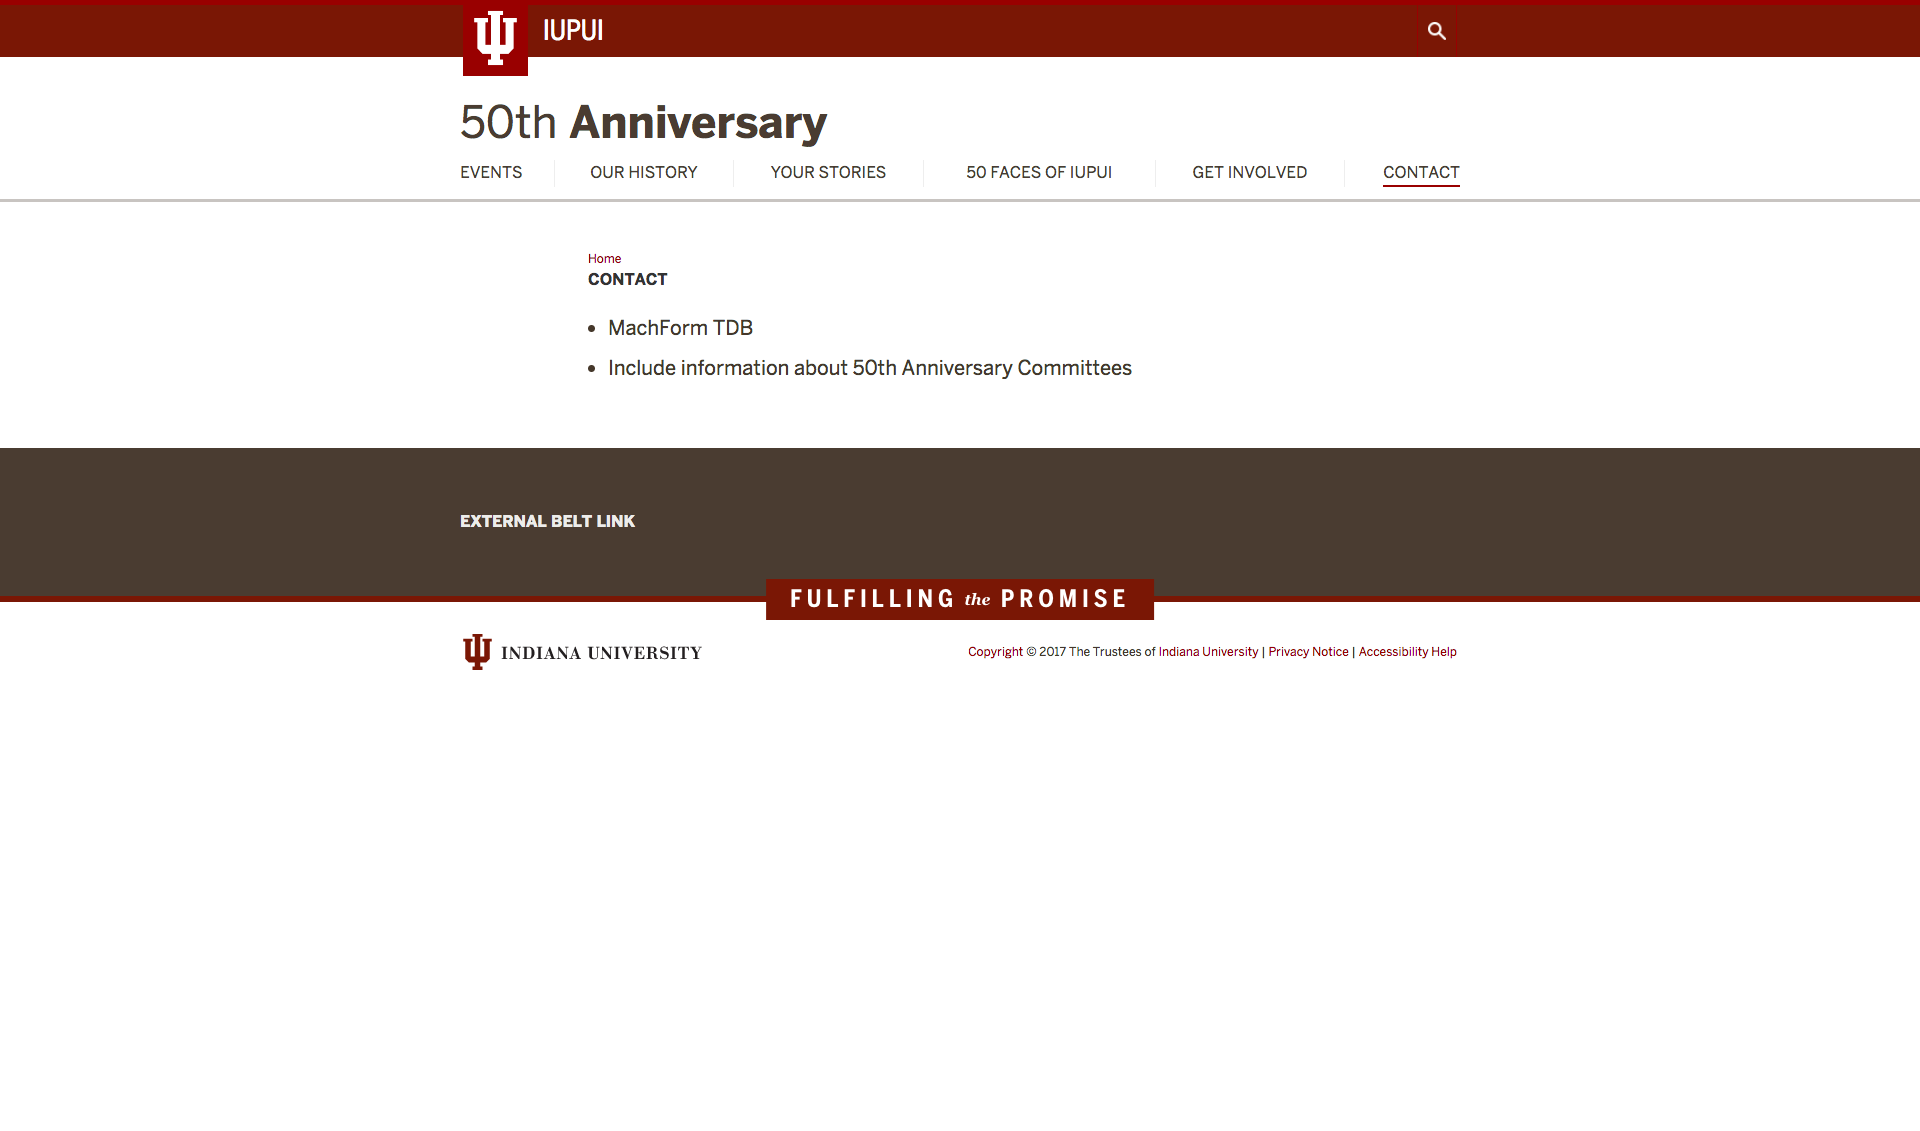 IUPUI
50th Anniversary
EVENTS
OUR HISTORY
YOUR STORIES
50 FACES OF IUPUI
GET INVOLVED
CONTACT
Home
CONTACT
• MachForm TDB
• Include information about 50th Anniversary Committees
EXTERNAL BELT LINK
FULFILLING the PROMISE
INDIANA UNIVERSITY
Copyright © 2017 The Trustees of Indiana University | Privacy Notice | Accessibility Help